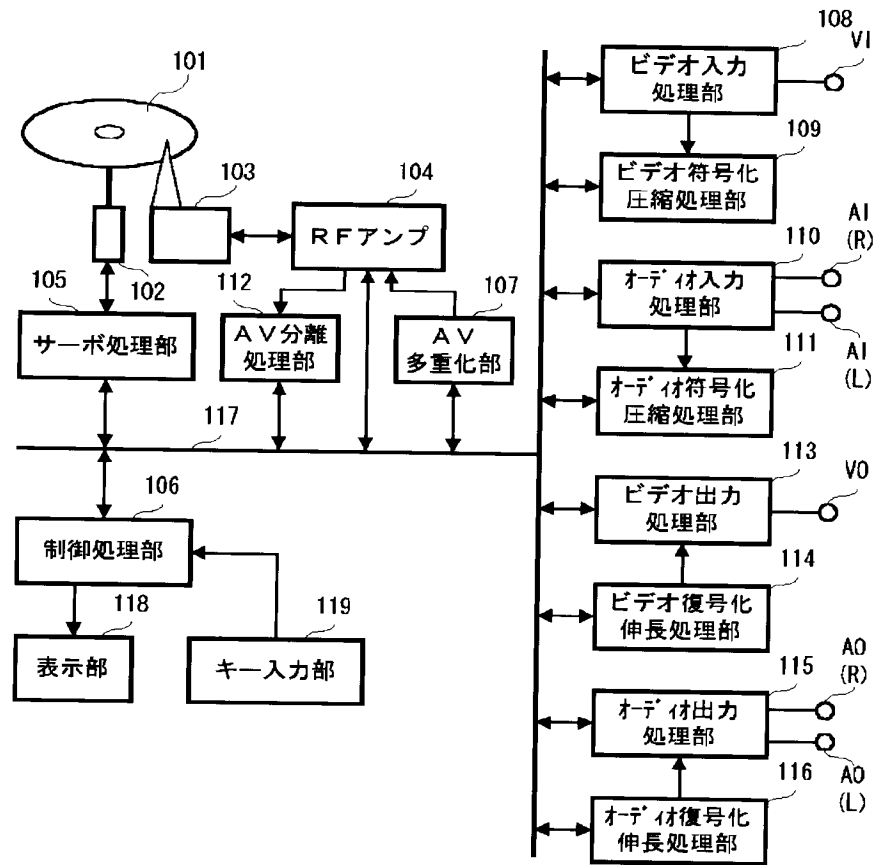 101
103
104
RFアンプ
102
105
サーボ処理部
112
AV分離
処理部
107
AV
多重化部
117
106
制御処理部
118
表示部
119
キー入力部
108
VI
ビデオ入力
処理部
109
ビデオ符号化
圧縮処理部
AI
(R)
110
オーディオ入力
処理部
AI
(L)
111
オーディオ符号化
圧縮処理部
113
VO
ビデオ出力
処理部
114
ビデオ復号化
伸長処理部
AO
(R)
115
オーディオ出力
処理部
AO
(L)
116
オーディオ復号化
伸長処理部